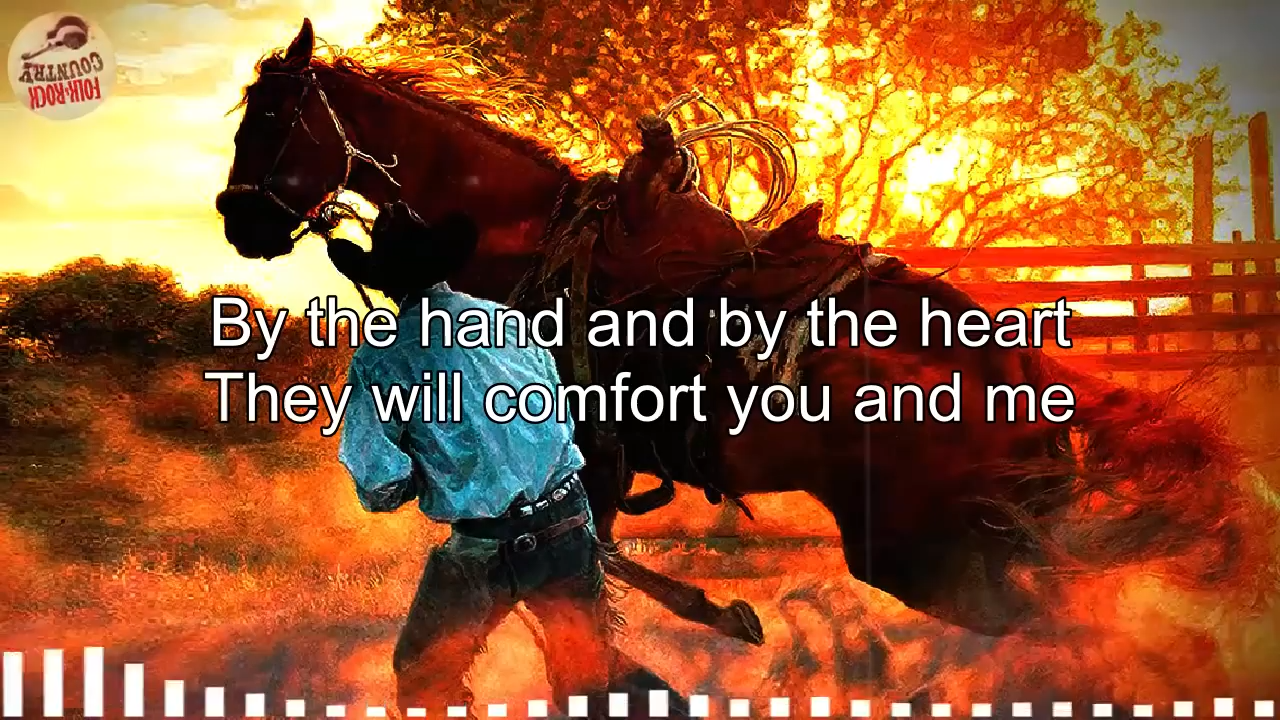 FOLK-ROCK
COUNTRY
By the hand and by the heart
They will comfort you and me